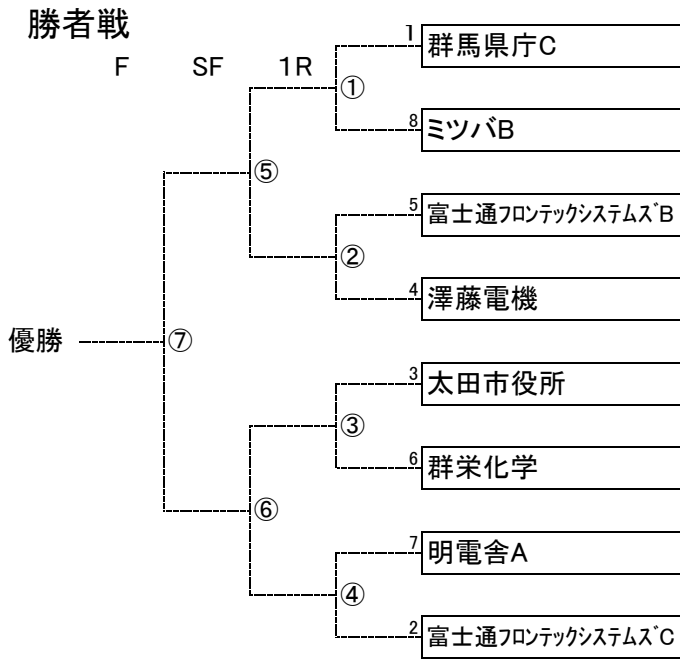 勝者戦
F SF 1R
1 群馬県庁C
①
8 ミツバB
⑤
5 富士通フロンテックシステムズB
②
4 澤藤電機
優勝 ⑦
3 太田市役所
③
6 群栄化学
⑥
7 明電舎A
④
2 富士通フロンテックシステムズC